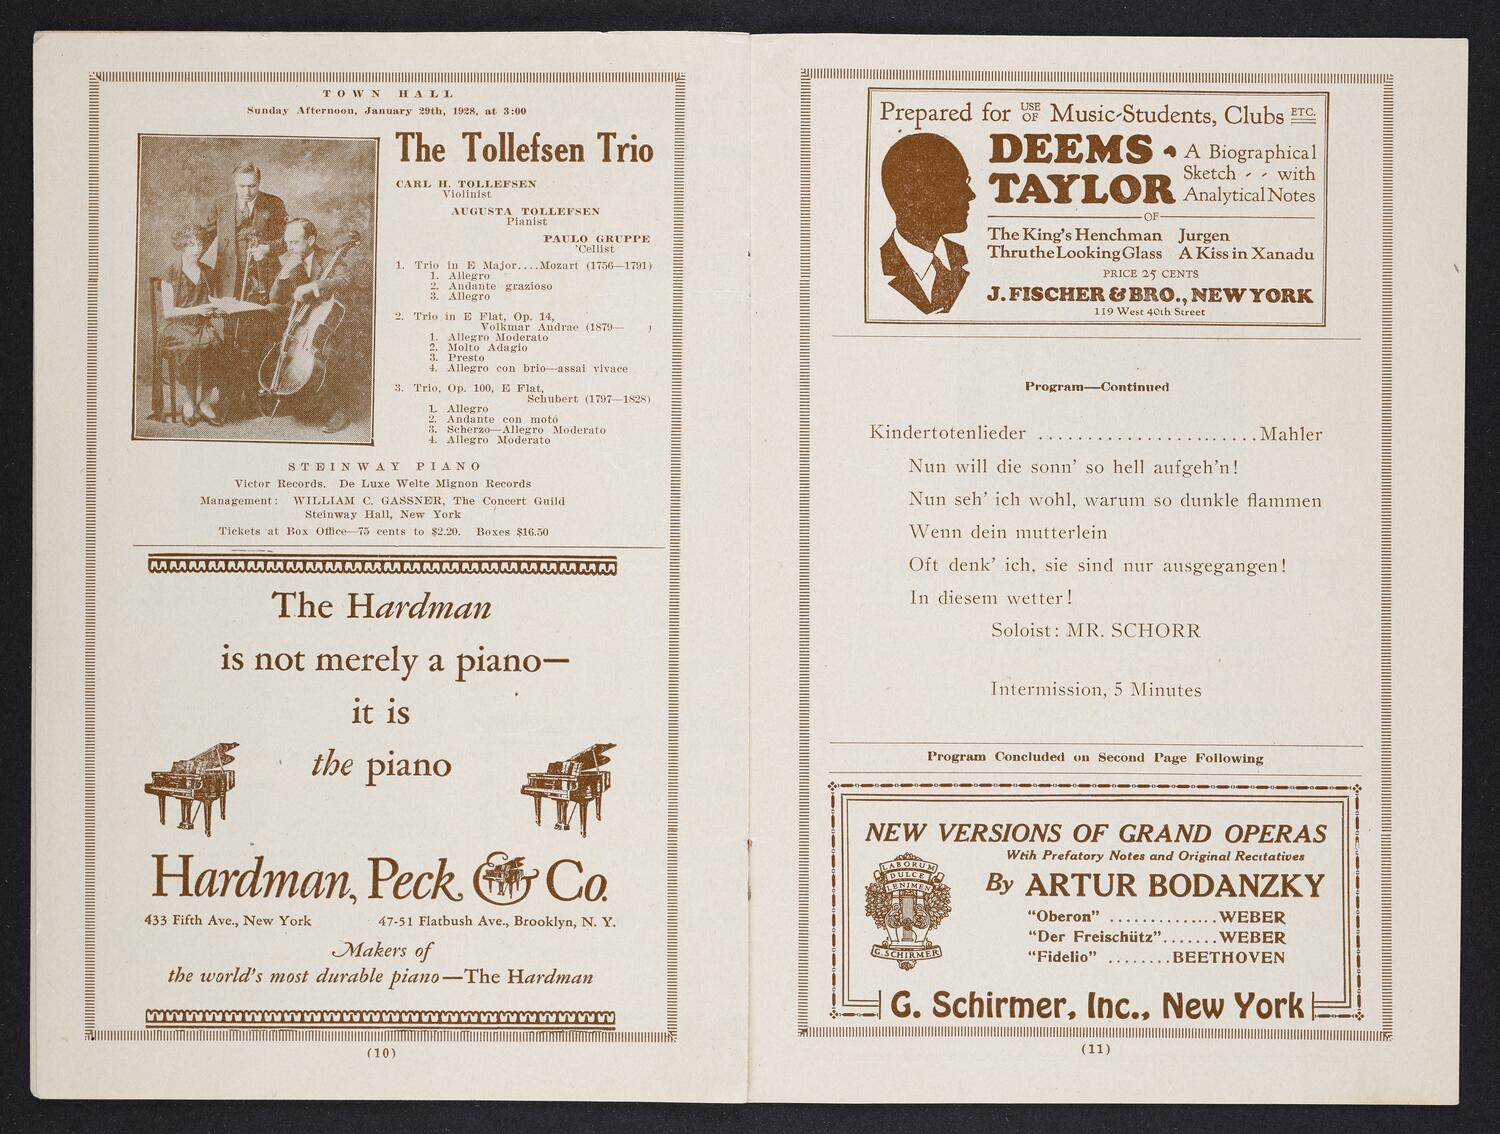 TOWN HALL
Sunday Afternoon, January 29th, 1928, at 3:00
The Tollefsen Trio
CARL H. TOLLEFSEN
Violinist
AUGUSTA TOLLEFSEN
Pianist
PAULO GRUPPE
'Cellist
1. Trio in E Major....Mozart (1756—1791)
1. Allegro
2. Andante grazioso
3. Allegro
2. Trio in E Flat, Op. 14,
Volkmar Andrae (1879— )
1. Allegro Moderato
2. Molto Adagio
3. Presto
4. Allegro con brio—assai vivace
3. Trio, Op. 100, E Flat,
Schubert (1797—1828)
1. Allegro
2. Andante con moto
3. Scherzo—Allegro Moderato
4. Allegro Moderato
STEINWAY PIANO
Victor Records. De Luxe Welte Mignon Records
Management: WILLIAM C. GASSNER, The Concert Guild
Steinway Hall, New York
Tickets at Box Office—75 cents to $2.20. Boxes $16.50
The Hardman
is not merely a piano—
it is
the piano
Hardman, Peck & Co.
433 Fifth Ave., New York 47-51 Flatbush Ave., Brooklyn, N. Y.
Makers of
the world's most durable piano—The Hardman
(10)
Prepared for USE OF Music-Students, Clubs ETC.
DEEMS TAYLOR
A Biographical
Sketch - - with
Analytical Notes
OF
The King's Henchman Jurgen
Thru the Looking Glass A Kiss in Xanadu
PRICE 25 CENTS
J. FISCHER & BRO., NEW YORK
119 West 40th Street
Program—Continued
Kindertotenlieder ......................Mahler
Nun will die sonn' so hell aufgeh'n!
Nun seh' ich wohl, warum so dunkle flammen
Wenn dein mutterlein
Oft denk' ich, sie sind nur ausgegangen!
In diesem wetter!
Soloist: MR. SCHORR
Intermission, 5 Minutes
Program Concluded on Second Page Following
NEW VERSIONS OF GRAND OPERAS
Wtih Prefatory Notes and Original Recitatives
By ARTUR BODANZKY
LABORUM
DULCE
LENIMEN
G. SCHIRMER
"Oberon" .............WEBER
"Der Freischütz".......WEBER
"Fidelio" ........BEETHOVEN
G. Schirmer, Inc., New York
(11)